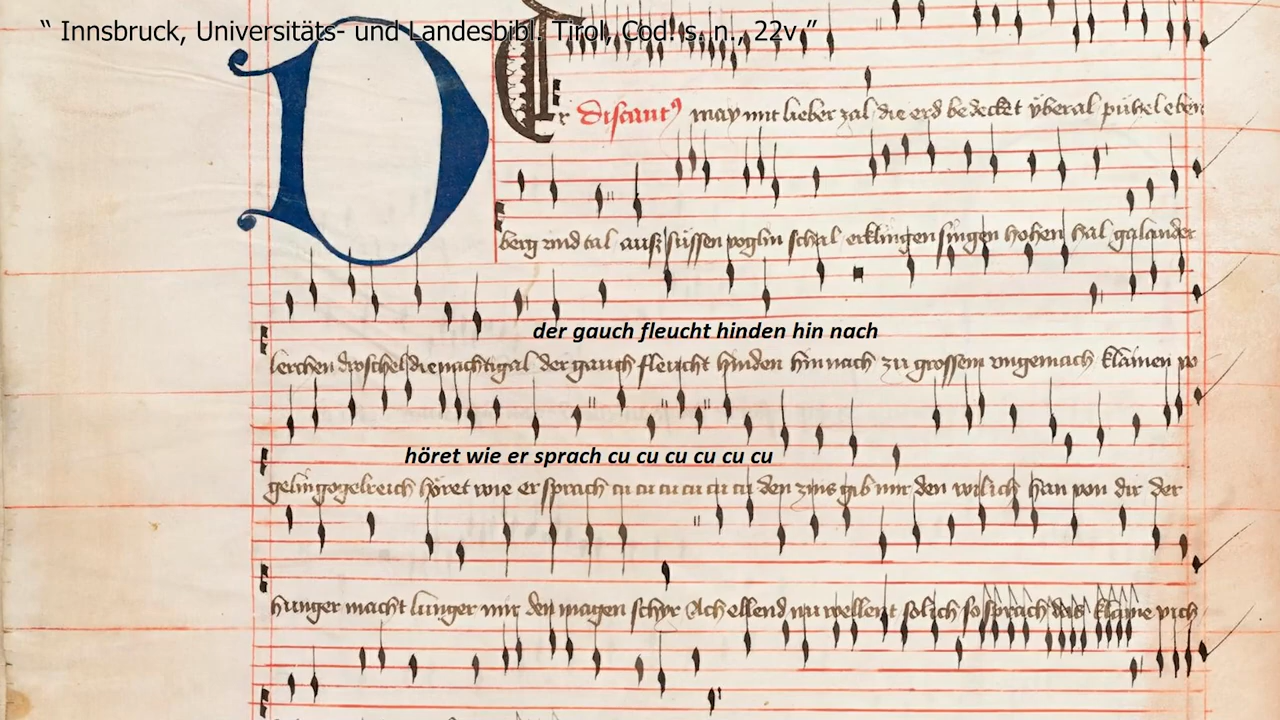 “ Innsbruck, Universitäts- und Landesbibl. Tirol, Cod. s. n., 22v ”
Der Discant9 may mit lieber zal die erd bedecket yberal pühel eben
berg vnd tal auss süssen voglin schal erklingen singen hohen hal galander
der gauch fleucht hinden hin nach
lerchen droschel die nachtigal der gauch fleucht hinden hin nach zu grossem vngemach klainen vo
höret wie er sprach cu cu cu cu cu cu
gelin gogelreich höret wie er sprach cu cu cu cu cu cu den zins gib mir den wil ich han von dir der
hunger macht lunger mir den magen schyr Ach ellend nu wellent solich so sprach das klaine vich